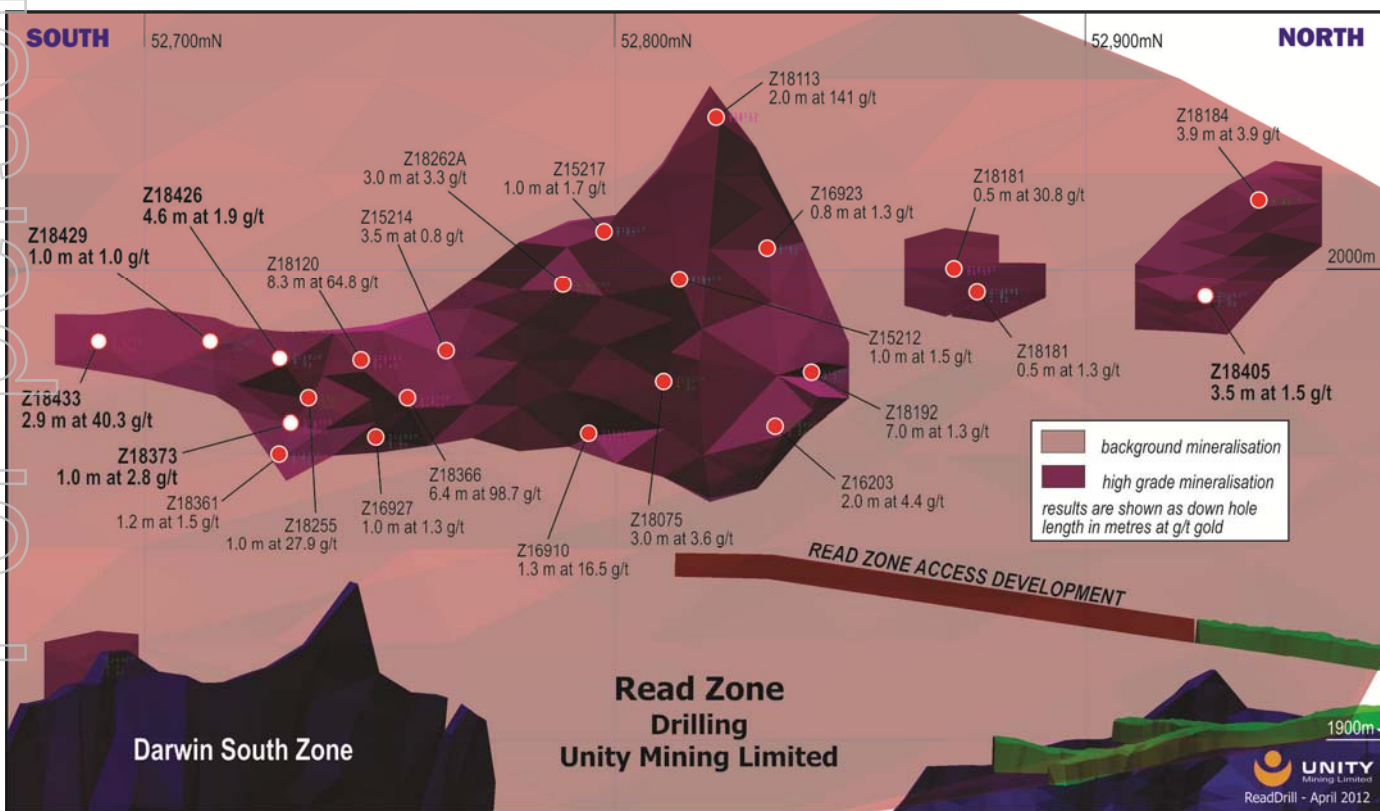 SOUTH
52,700mN
52,800mN
52,900mN
NORTH
Z18113
2.0 m at 141 g/t
Z18184
3.9 m at 3.9 g/t
Z18262A
3.0 m at 3.3 g/t
Z15217
1.0 m at 1.7 g/t
Z18181
0.5 m at 30.8 g/t
Z18426
4.6 m at 1.9 g/t
Z16923
0.8 m at 1.3 g/t
Z15214
3.5 m at 0.8 g/t
Z18429
1.0 m at 1.0 g/t
Z18120
8.3 m at 64.8 g/t
2000m
Z15212
1.0 m at 1.5 g/t
Z18181
0.5 m at 1.3 g/t
Z18405
3.5 m at 1.5 g/t
Z18433
2.9 m at 40.3 g/t
Z18192
7.0 m at 1.3 g/t
Z18373
1.0 m at 2.8 g/t
Z18366
6.4 m at 98.7 g/t
Z16203
2.0 m at 4.4 g/t
Z18361
1.2 m at 1.5 g/t
Z16927
1.0 m at 1.3 g/t
Z18255
1.0 m at 27.9 g/t
Z18075
3.0 m at 3.6 g/t
Z16910
1.3 m at 16.5 g/t
background mineralisation
high grade mineralisation
results are shown as down hole
length in metres at g/t gold
READ ZONE ACCESS DEVELOPMENT
Read Zone
Drilling
Unity Mining Limited
Darwin South Zone
1900m
UNITY
Mining Limited
ReadDrill - April 2012